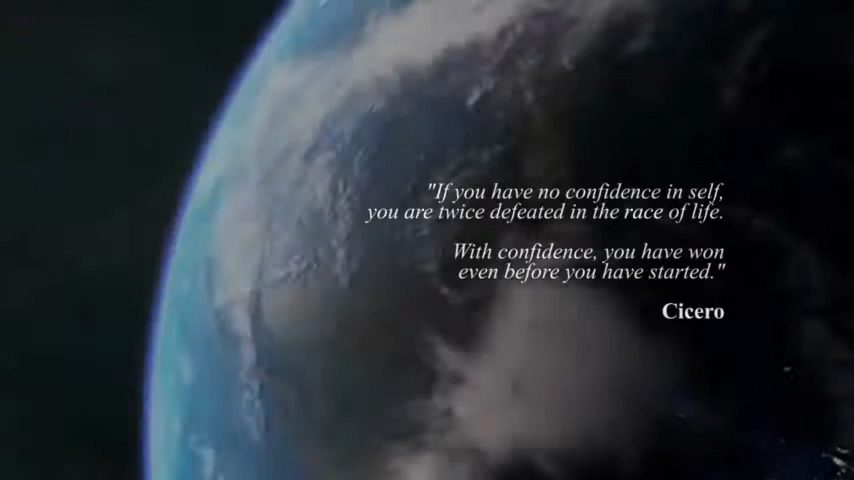 "If you have no confidence in self,
you are twice defeated in the race of life.
With confidence, you have won
even before you have started."
Cicero